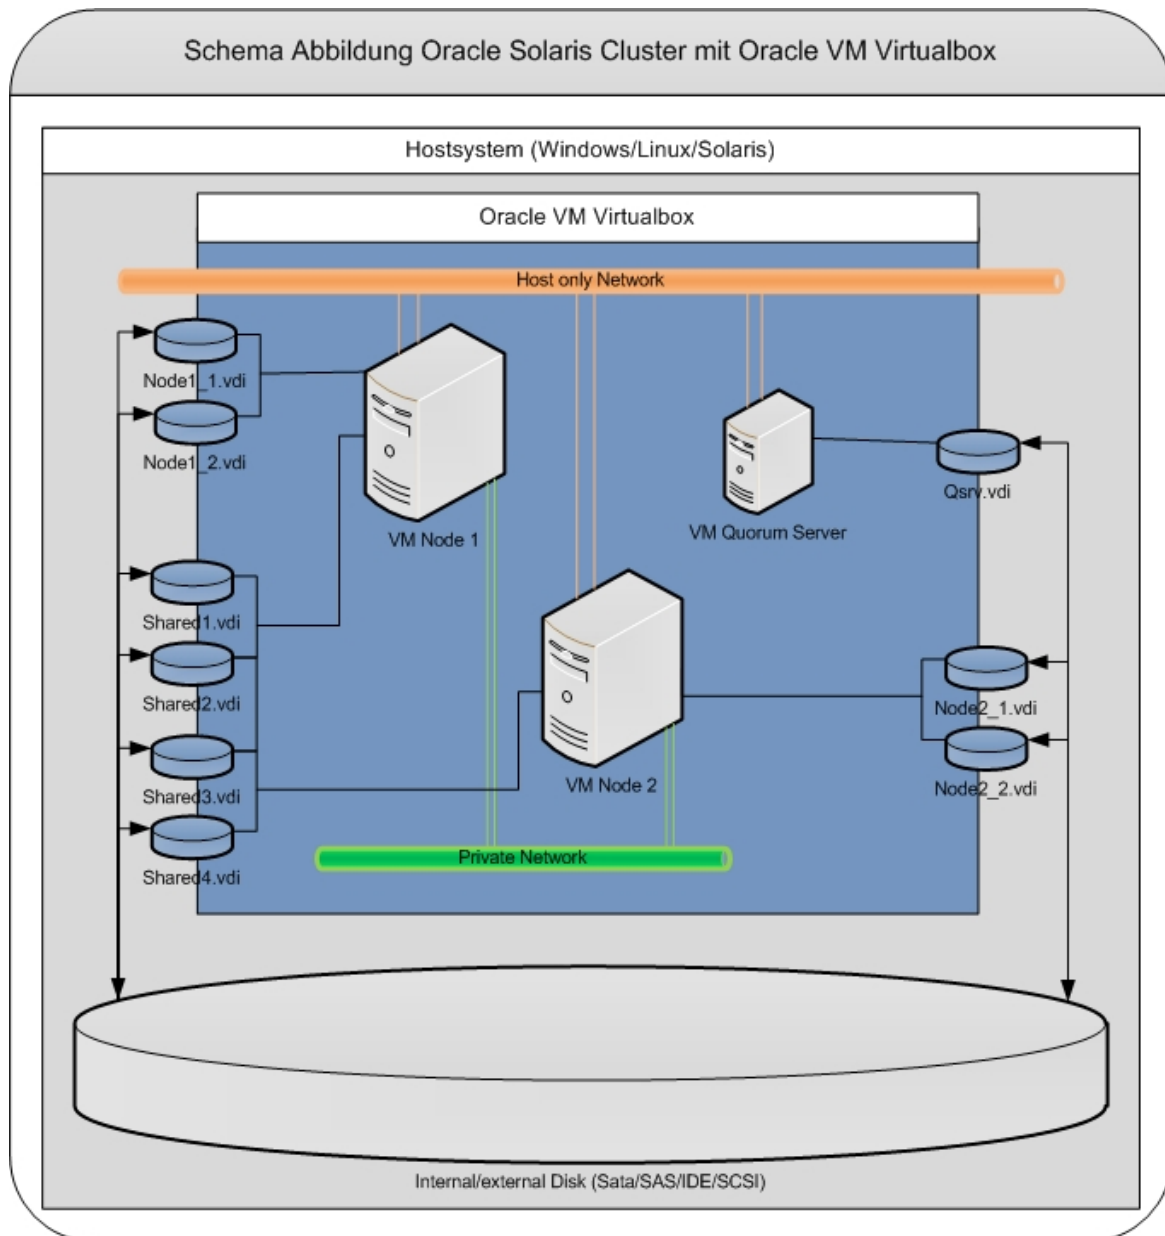 Schema Abbildung Oracle Solaris Cluster mit Oracle VM Virtualbox
Hostsystem (Windows/Linux/Solaris)
Oracle VM Virtualbox
Host only Network
Node1_1.vdi
Node1_2.vdi
VM Node 1
Qsrv.vdi
VM Quorum Server
Shared1.vdi
Shared2.vdi
Node2_1.vdi
Shared3.vdi
VM Node 2
Node2_2.vdi
Private Network
Shared4.vdi
Internal/external Disk (Sata/SAS/IDE/SCSI)